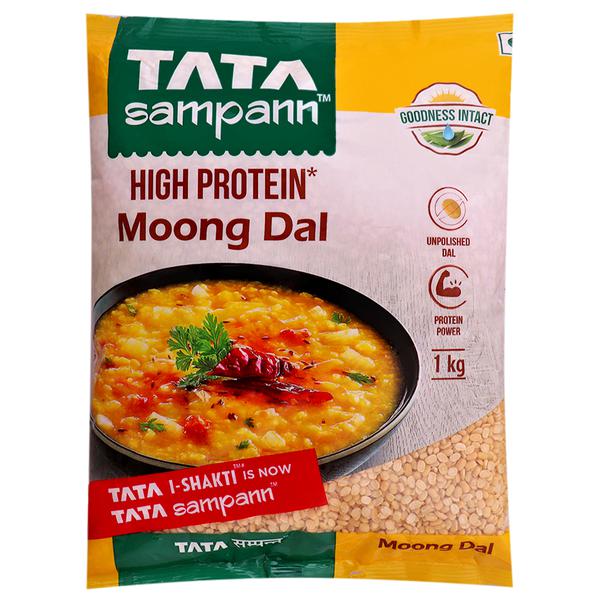 TATA
sampann™
GOODNESS INTACT
HIGH PROTEIN*
Moong Dal
UNPOLISHED
DAL
PROTEIN
POWER
1 kg
TATA I-SHAKTI™# IS NOW
TATA sampann™
TATA सम्पन्न™
Moong Dal